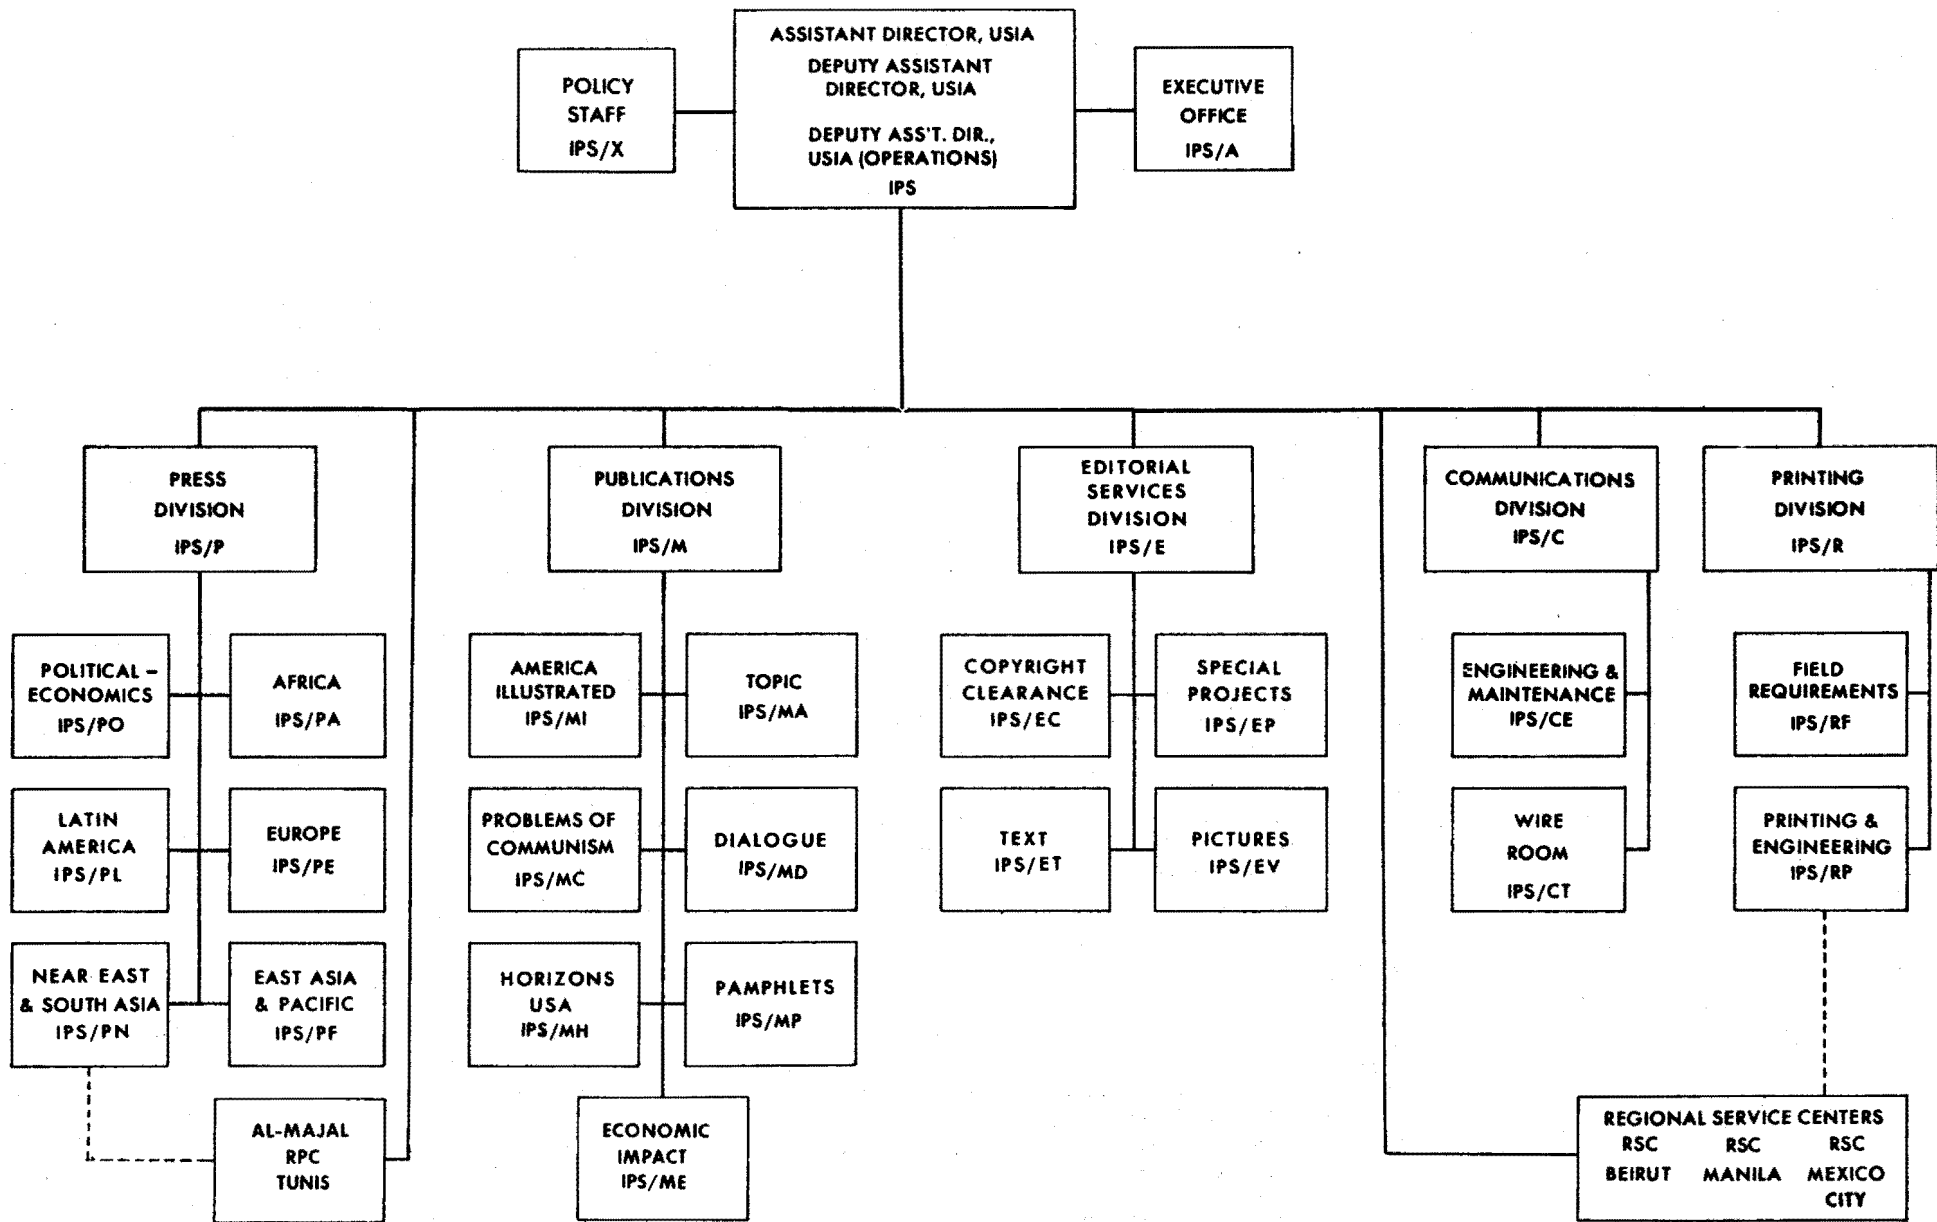 ASSISTANT DIRECTOR, USIA
DEPUTY ASSISTANT
DIRECTOR, USIA
DEPUTY ASS'T. DIR.,
USIA (OPERATIONS)
IPS
POLICY
STAFF
IPS/X
EXECUTIVE
OFFICE
IPS/A
PRESS
DIVISION
IPS/P
PUBLICATIONS
DIVISION
IPS/M
EDITORIAL
SERVICES
DIVISION
IPS/E
COMMUNICATIONS
DIVISION
IPS/C
PRINTING
DIVISION
IPS/R
POLITICAL –
ECONOMICS
IPS/PO
AFRICA
IPS/PA
LATIN
AMERICA
IPS/PL
EUROPE
IPS/PE
NEAR EAST
& SOUTH ASIA
IPS/PN
EAST ASIA
& PACIFIC
IPS/PF
AL-MAJAL
RPC
TUNIS
AMERICA
ILLUSTRATED
IPS/MI
TOPIC
IPS/MA
PROBLEMS OF
COMMUNISM
IPS/MC
DIALOGUE
IPS/MD
HORIZONS
USA
IPS/MH
PAMPHLETS
IPS/MP
ECONOMIC
IMPACT
IPS/ME
COPYRIGHT
CLEARANCE
IPS/EC
SPECIAL
PROJECTS
IPS/EP
TEXT
IPS/ET
PICTURES
IPS/EV
ENGINEERING &
MAINTENANCE
IPS/CE
WIRE
ROOM
IPS/CT
FIELD
REQUIREMENTS
IPS/RF
PRINTING &
ENGINEERING
IPS/RP
REGIONAL SERVICE CENTERS
RSC RSC RSC
BEIRUT MANILA MEXICO
CITY